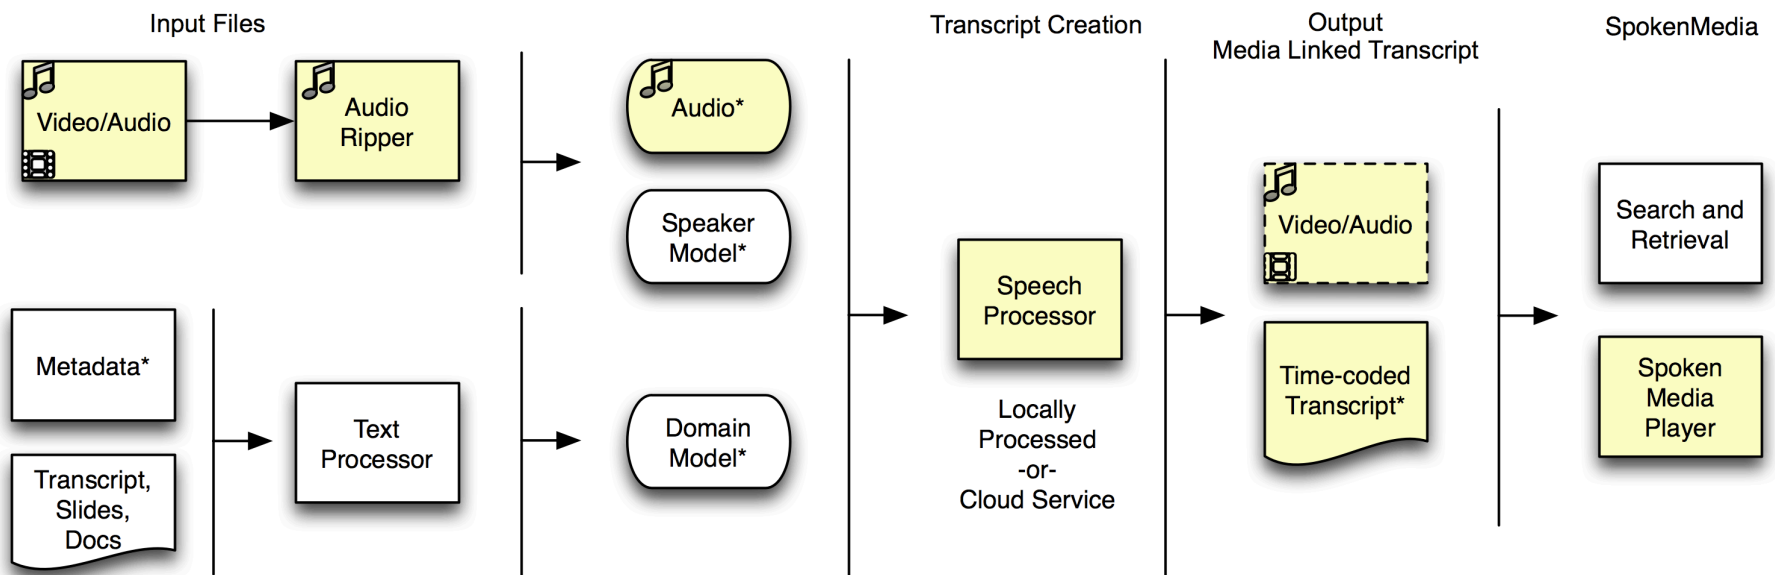 Input Files
Transcript Creation
Output
Media Linked Transcript
SpokenMedia
Video/Audio
Audio
Ripper
Audio*
Speaker
Model*
Metadata*
Transcript,
Slides,
Docs
Text
Processor
Domain
Model*
Speech
Processor
Locally
Processed
-or-
Cloud Service
Video/Audio
Time-coded
Transcript*
Search and
Retrieval
Spoken
Media
Player